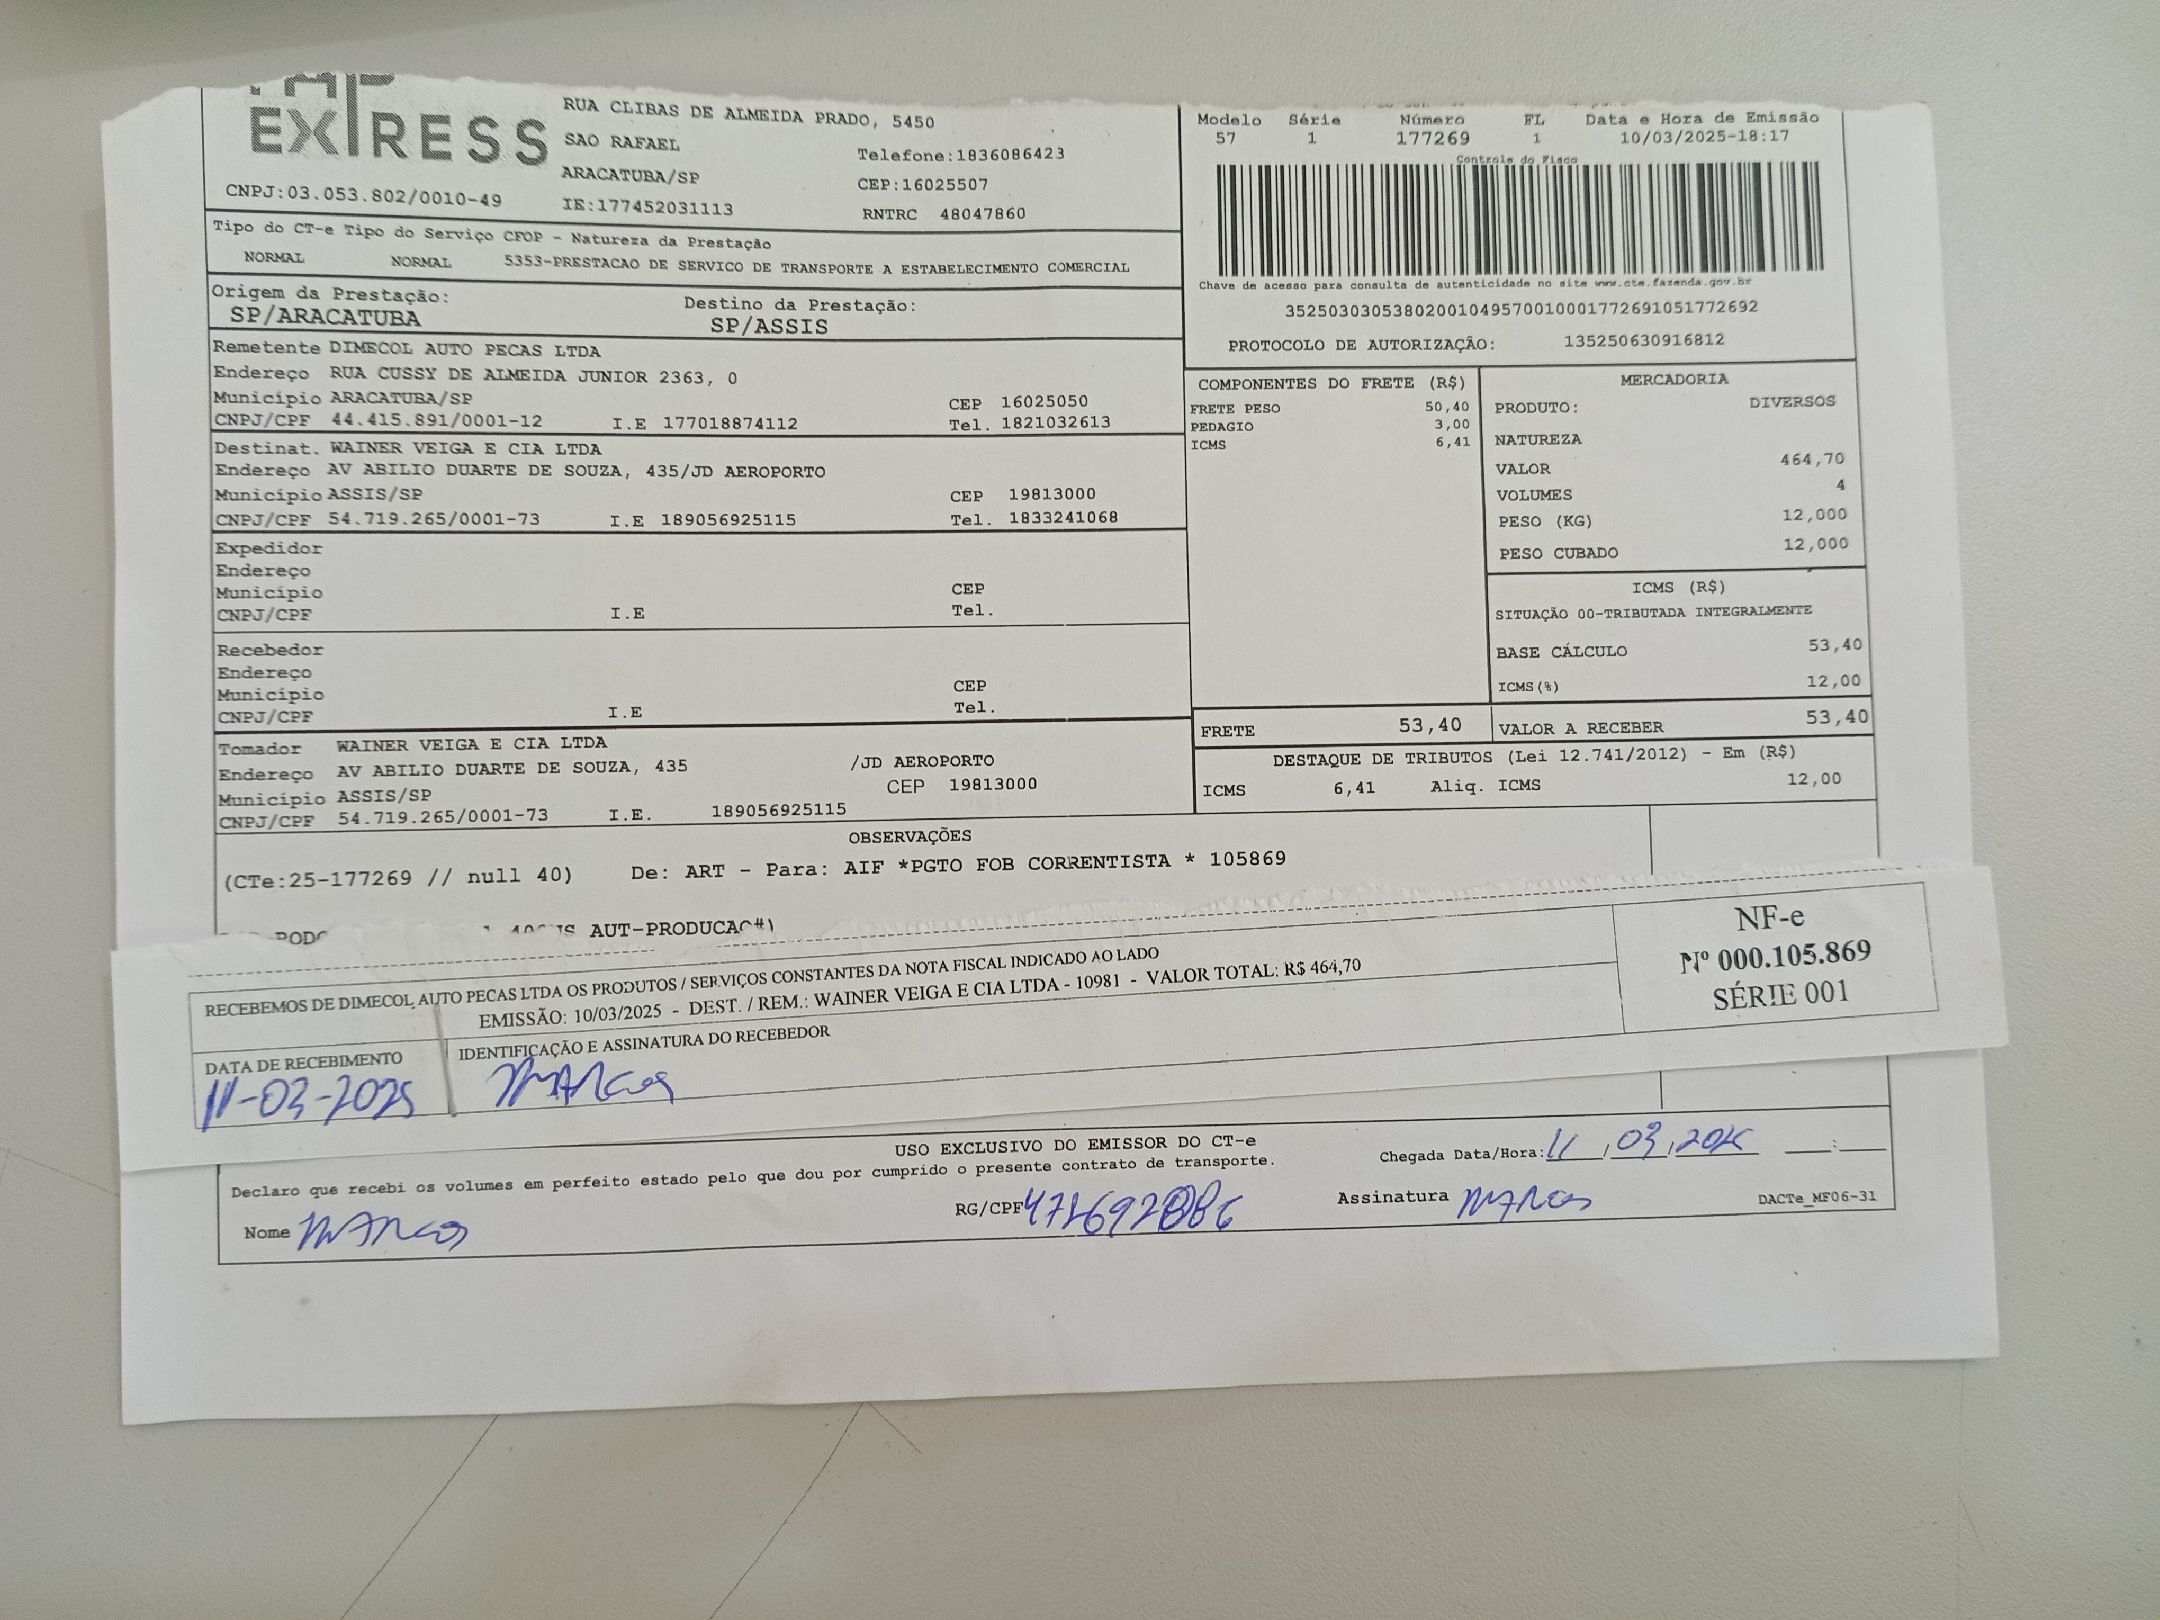 EXPRESS
CNPJ:03.053.802/0010-49
RUA CLIBAS DE ALMEIDA PRADO, 5450
SAO RAFAEL
Telefone:1836086423
ARACATUBA/SP
CEP:16025507
IE:177452031113
RNTRC 48047860
Modelo Série Número FL Data e Hora de Emissão
57 1 177269 1 10/03/2025-18:17
Controle do Fisco
Chave de acesso para consulta de autenticidade no site www.cte.fazenda.gov.br
35250303053802001049570010001772691051772692
PROTOCOLO DE AUTORIZAÇÃO: 135250630916812
Tipo do CT-e Tipo do Serviço CFOP - Natureza da Prestação
NORMAL NORMAL 5353-PRESTACAO DE SERVICO DE TRANSPORTE A ESTABELECIMENTO COMERCIAL
Origem da Prestação: Destino da Prestação:
SP/ARACATUBA SP/ASSIS
Remetente DIMECOL AUTO PECAS LTDA
Endereço RUA CUSSY DE ALMEIDA JUNIOR 2363, 0
Município ARACATUBA/SP CEP 16025050
CNPJ/CPF 44.415.891/0001-12 I.E 177018874112 Tel. 1821032613
Destinat. WAINER VEIGA E CIA LTDA
Endereço AV ABILIO DUARTE DE SOUZA, 435/JD AEROPORTO
Município ASSIS/SP CEP 19813000
CNPJ/CPF 54.719.265/0001-73 I.E 189056925115 Tel. 1833241068
Expedidor
Endereço
Município CEP
CNPJ/CPF I.E Tel.
Recebedor
Endereço
Município CEP
CNPJ/CPF I.E Tel.
Tomador WAINER VEIGA E CIA LTDA
Endereço AV ABILIO DUARTE DE SOUZA, 435 /JD AEROPORTO
Município ASSIS/SP CEP 19813000
CNPJ/CPF 54.719.265/0001-73 I.E. 189056925115
COMPONENTES DO FRETE (R$)
FRETE PESO 50,40
PEDAGIO 3,00
ICMS 6,41
MERCADORIA
PRODUTO: DIVERSOS
NATUREZA
VALOR 464,70
VOLUMES 4
PESO (KG) 12,000
PESO CUBADO 12,000
ICMS (R$)
SITUAÇÃO 00-TRIBUTADA INTEGRALMENTE
BASE CÁLCULO 53,40
ICMS(%) 12,00
FRETE 53,40 VALOR A RECEBER 53,40
DESTAQUE DE TRIBUTOS (Lei 12.741/2012) - Em (R$)
ICMS 6,41 Aliq. ICMS 12,00
OBSERVAÇÕES
(CTe:25-177269 // null 40) De: ART - Para: AIF *PGTO FOB CORRENTISTA * 105869
AUT-PRODUCAO#)
RECEBEMOS DE DIMECOL AUTO PECAS LTDA OS PRODUTOS / SERVIÇOS CONSTANTES DA NOTA FISCAL INDICADO AO LADO
EMISSÃO: 10/03/2025 - DEST. / REM.: WAINER VEIGA E CIA LTDA - 10981 - VALOR TOTAL: R$ 464,70
NF-e
Nº 000.105.869
SÉRIE 001
DATA DE RECEBIMENTO IDENTIFICAÇÃO E ASSINATURA DO RECEBEDOR
11-03-2025 MARCOS
USO EXCLUSIVO DO EMISSOR DO CT-e
Declaro que recebi os volumes em perfeito estado pelo que dou por cumprido o presente contrato de transporte.
Chegada Data/Hora: 11/03/2025 __:__
Nome MARCOS RG/CPF Assinatura MARCOS DACTe_MF06-31